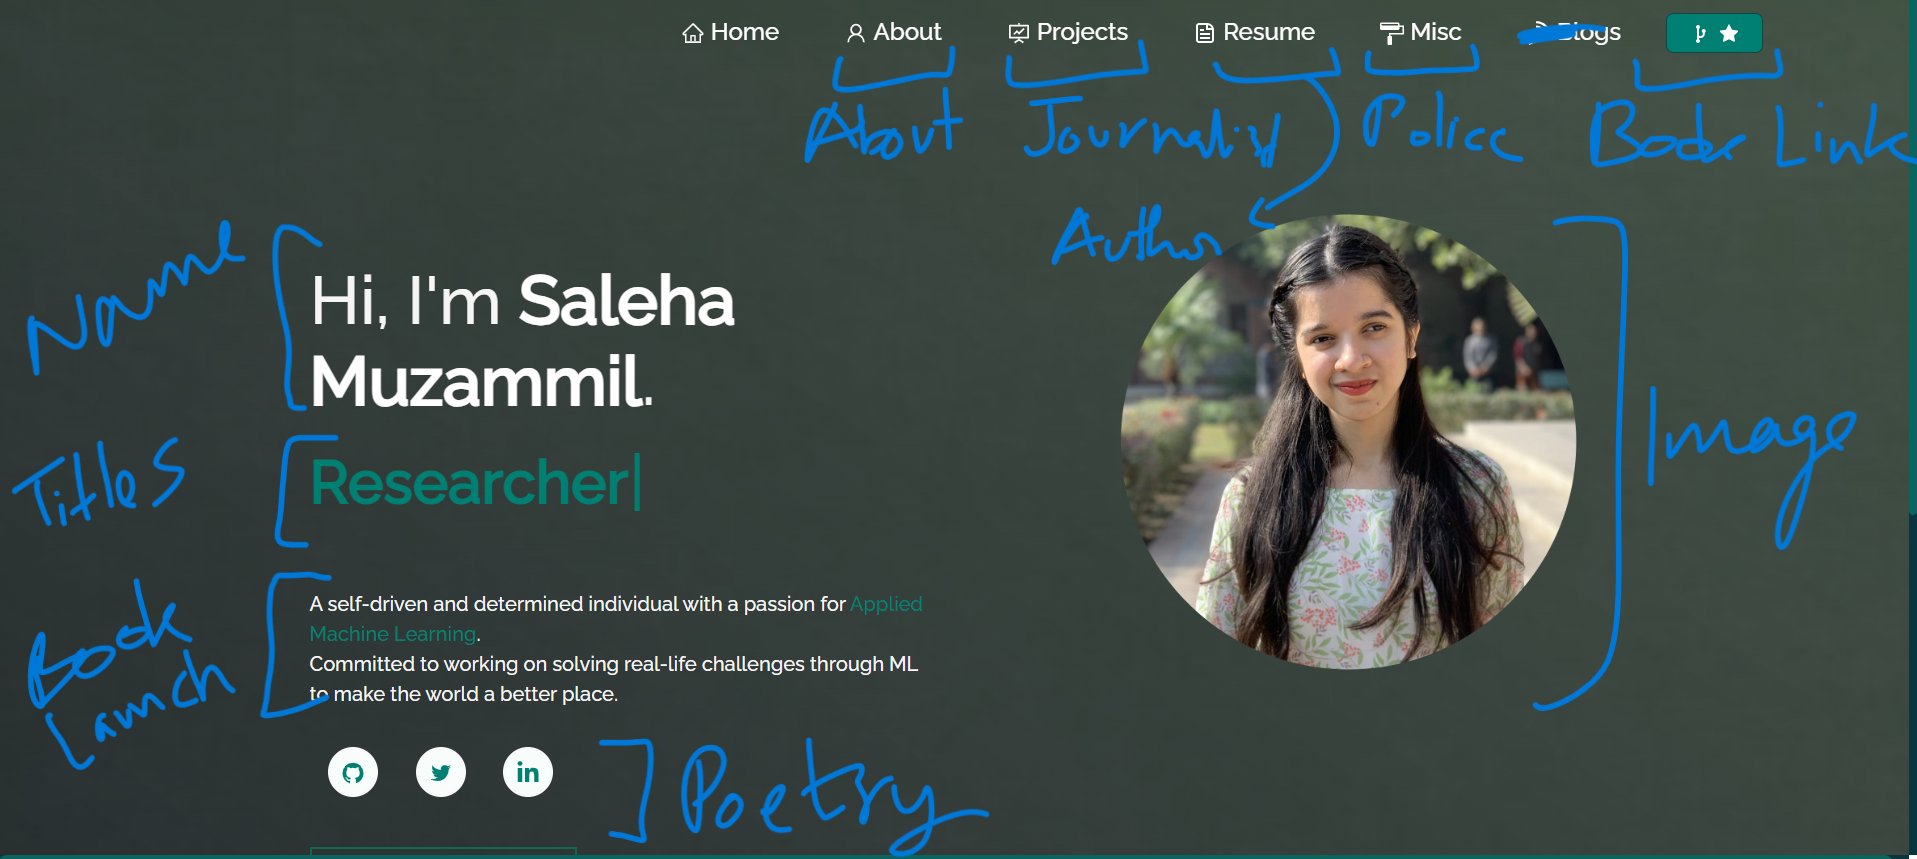 Home About Projects Resume Misc Blogs
About Journalist Police Book Link
Author
Name
Hi, I'm Saleha
Muzammil.
Image
Titles
Researcher
Book
Launch
A self-driven and determined individual with a passion for Applied
Machine Learning.
Committed to working on solving real-life challenges through ML
to make the world a better place.
in
Poetry